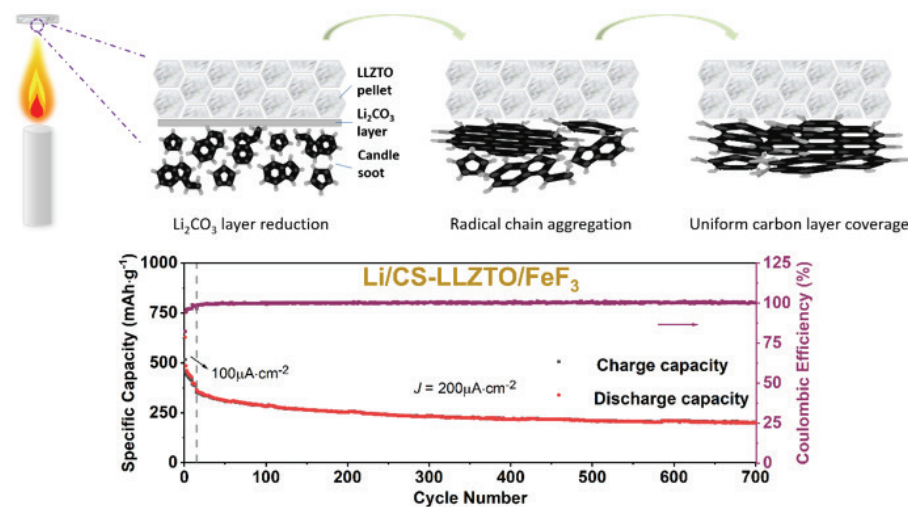 LLZTO
pellet
Li₂CO₃
layer
Candle
soot
Li₂CO₃ layer reduction
Radical chain aggregation
Uniform carbon layer coverage
Li/CS-LLZTO/FeF₃
1000
750
500
250
0
Specific Capacity (mAh·g⁻¹)
100μA·cm⁻²
J = 200μA·cm⁻²
Charge capacity
Discharge capacity
125
100
75
50
25
0
Coulombic Efficiency (%)
0 100 200 300 400 500 600 700
Cycle Number